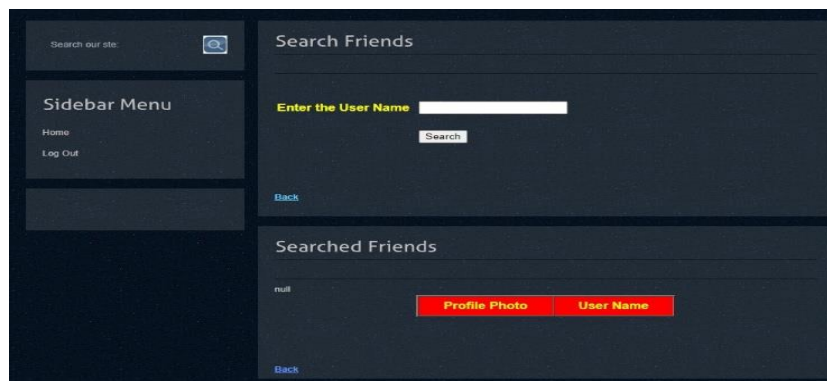 Search our ste:
Sidebar Menu
Home
Log Out
Search Friends
Enter the User Name
Search
Back
Searched Friends
null
Profile Photo User Name
Back